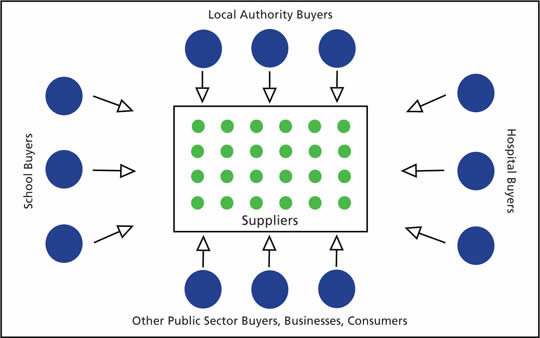 Local Authority Buyers
School Buyers
Hospital Buyers
Suppliers
Other Public Sector Buyers, Businesses, Consumers